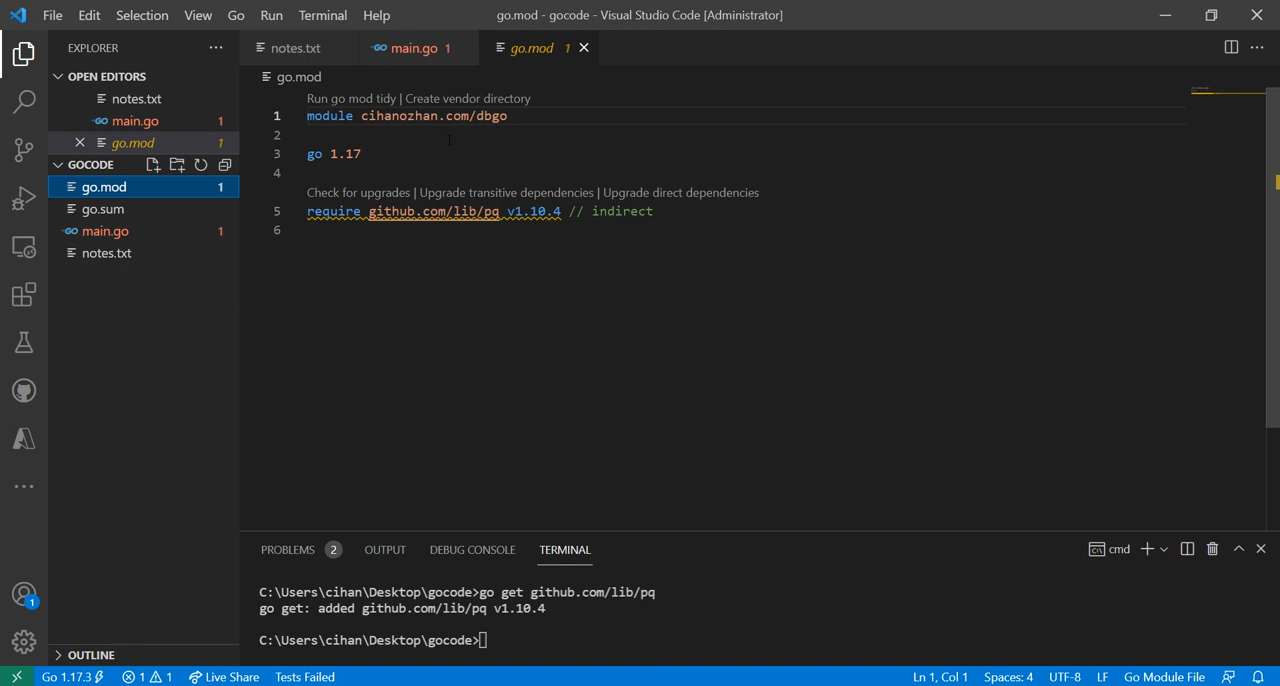 File Edit Selection View Go Run Terminal Help go.mod - gocode - Visual Studio Code [Administrator]
EXPLORER
OPEN EDITORS
notes.txt
main.go 1
go.mod 1
GOCODE
go.mod 1
go.sum
main.go 1
notes.txt
OUTLINE
notes.txt main.go 1 go.mod 1
go.mod
Run go mod tidy | Create vendor directory
1 module cihanozhan.com/dbgo
2
3 go 1.17
4
Check for upgrades | Upgrade transitive dependencies | Upgrade direct dependencies
5 require github.com/lib/pq v1.10.4 // indirect
6
PROBLEMS 2 OUTPUT DEBUG CONSOLE TERMINAL cmd
C:\Users\cihan\Desktop\gocode>go get github.com/lib/pq
go get: added github.com/lib/pq v1.10.4
C:\Users\cihan\Desktop\gocode>
1
Go 1.17.3 1 1 Live Share Tests Failed Ln 1, Col 1 Spaces: 4 UTF-8 LF Go Module File